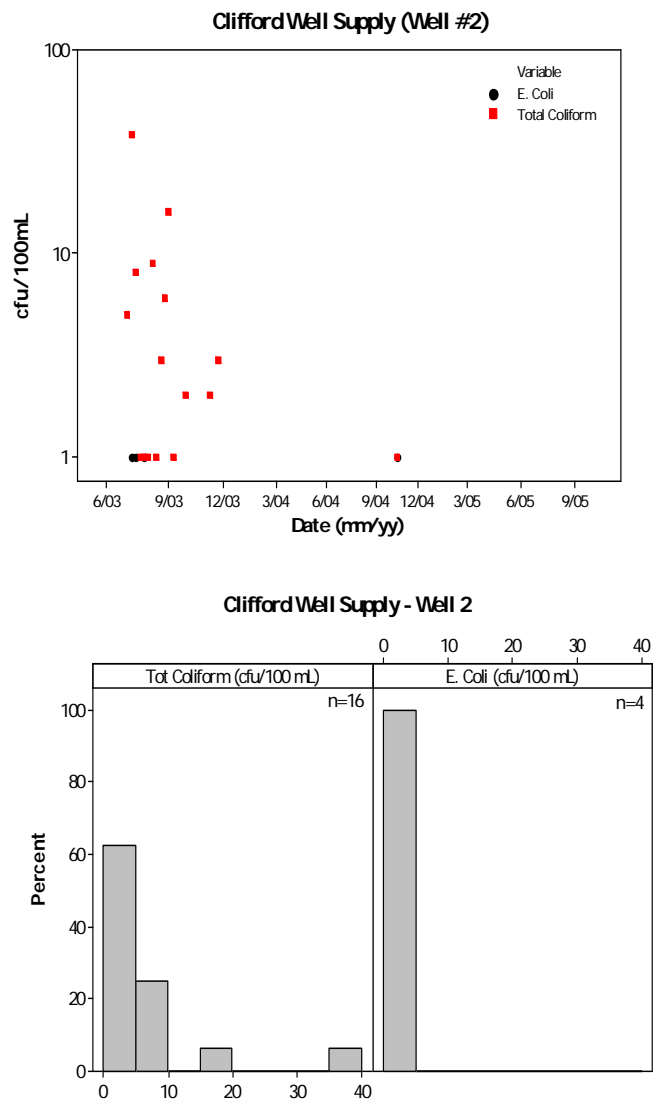 Clifford Well Supply (Well #2)
100
10
1
cfu/100mL
Variable
E. Coli
Total Coliform
6/03 9/03 12/03 3/04 6/04 9/04 12/04 3/05 6/05 9/05
Date (mm/yy)
Clifford Well Supply - Well 2
0 10 20 30 40
Tot Coliform (cfu/100 mL) E. Coli (cfu/100 mL)
n=16 n=4
100
80
60
40
20
0
Percent
0 10 20 30 40